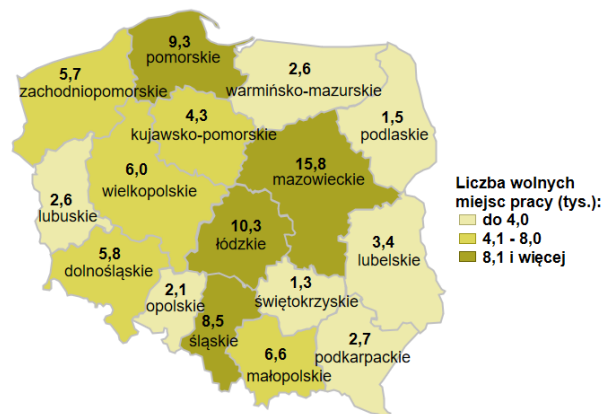 9,3
pomorskie
5,7
zachodniopomorskie
2,6
warmińsko-mazurskie
4,3
kujawsko-pomorskie
1,5
podlaskie
6,0
wielkopolskie
15,8
mazowieckie
2,6
lubuskie
10,3
łódzkie
3,4
lubelskie
5,8
dolnośląskie
2,1
opolskie
1,3
świętokrzyskie
8,5
śląskie
6,6
małopolskie
2,7
podkarpackie
Liczba wolnych
miejsc pracy (tys.):
do 4,0
4,1 - 8,0
8,1 i więcej